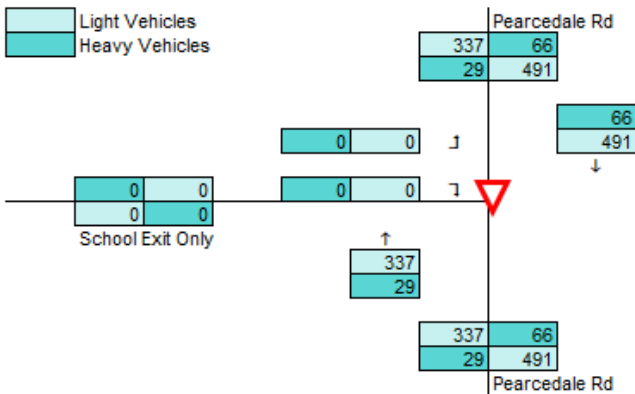 Light Vehicles
Heavy Vehicles
Pearcedale Rd
337 66
29 491
66
491
↓
0 0
0 0
0 0
0 0
School Exit Only
↑
337
29
337 66
29 491
Pearcedale Rd